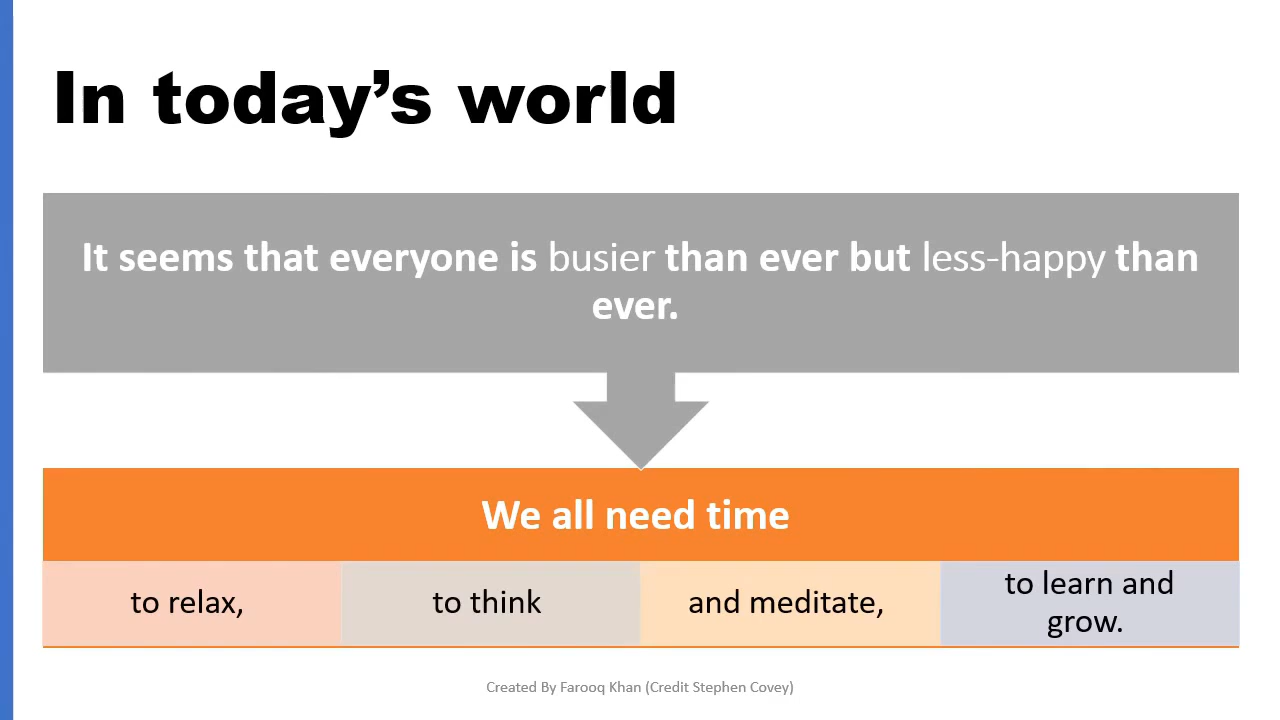 In today’s world
It seems that everyone is busier than ever but less-happy than
ever.
We all need time
to relax,
to think
and meditate,
to learn and
grow.
Created By Farooq Khan (Credit Stephen Covey)